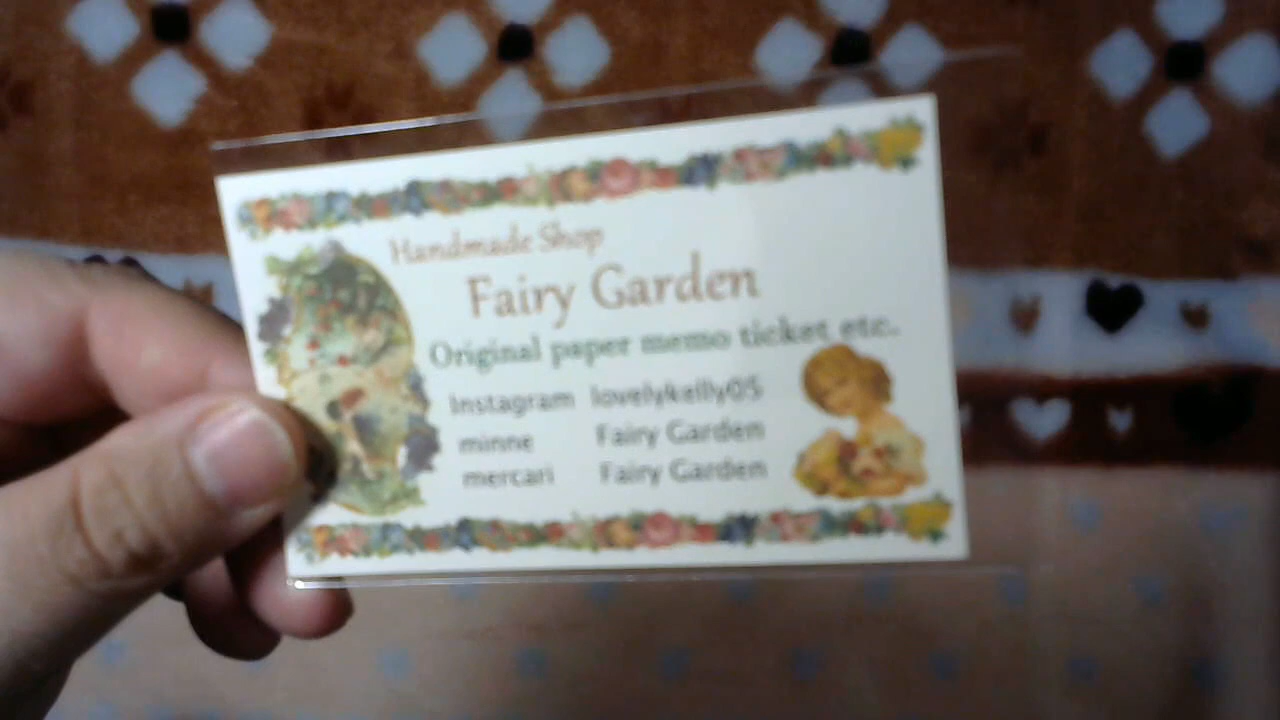 Handmade Shop
Fairy Garden
Original paper memo ticket etc.
Instagram lovelykelly05
minne Fairy Garden
mercari Fairy Garden